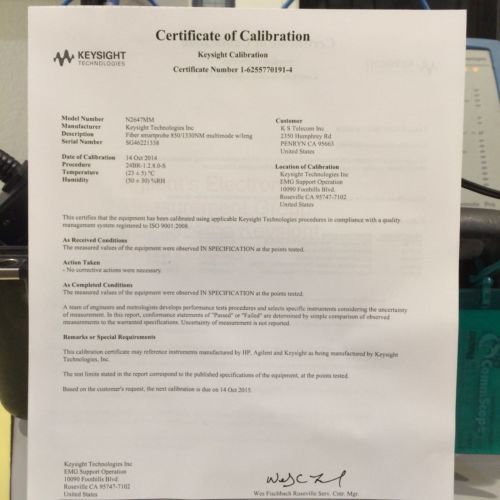 Certificate of Calibration
KEYSIGHT
TECHNOLOGIES
Keysight Calibration
Certificate Number 1-6255770191-4
Model Number N2647MM
Manufacturer Keysight Technologies Inc
Description Fiber smartprobe 850/1330NM multimode w/leng
Serial Number SG46221338
Customer
K S Telecom Inc
2350 Humphrey Rd
PENRYN CA 95663
United States
Date of Calibration 14 Oct 2014
Procedure 24BR-1.2.8.0-S
Temperature (23 ± 5) °C
Humidity (50 ± 30) %RH
Location of Calibration
Keysight Technologies Inc
EMG Support Operation
10090 Foothills Blvd.
Roseville CA 95747-7102
United States
This certifies that the equipment has been calibrated using applicable Keysight Technologies procedures in compliance with a quality
management system registered to ISO 9001:2008.
As Received Conditions
The measured values of the equipment were observed IN SPECIFICATION at the points tested.
Action Taken
- No corrective actions were necessary.
As Completed Conditions
The measured values of the equipment were observed IN SPECIFICATION at the points tested.
A team of engineers and metrologists develops performance tests procedures and selects specific instruments considering the uncertainty
of measurement. In this report, conformance statements of "Passed" or "Failed" are determined by simple comparison of observed
measurements to the warranted specifications. Uncertainty of measurement is not reported.
Remarks or Special Requirements
This calibration certificate may reference instruments manufactured by HP, Agilent and Keysight as being manufactured by Keysight
Technologies, Inc.
The test limits stated in the report correspond to the published specifications of the equipment, at the points tested.
Based on the customer's request, the next calibration is due on 14 Oct 2015.
Keysight Technologies Inc
EMG Support Operation
10090 Foothills Blvd.
Roseville CA 95747-7102
United States
Wes Fischbach Roseville Serv. Cntr. Mgr.
CommScope